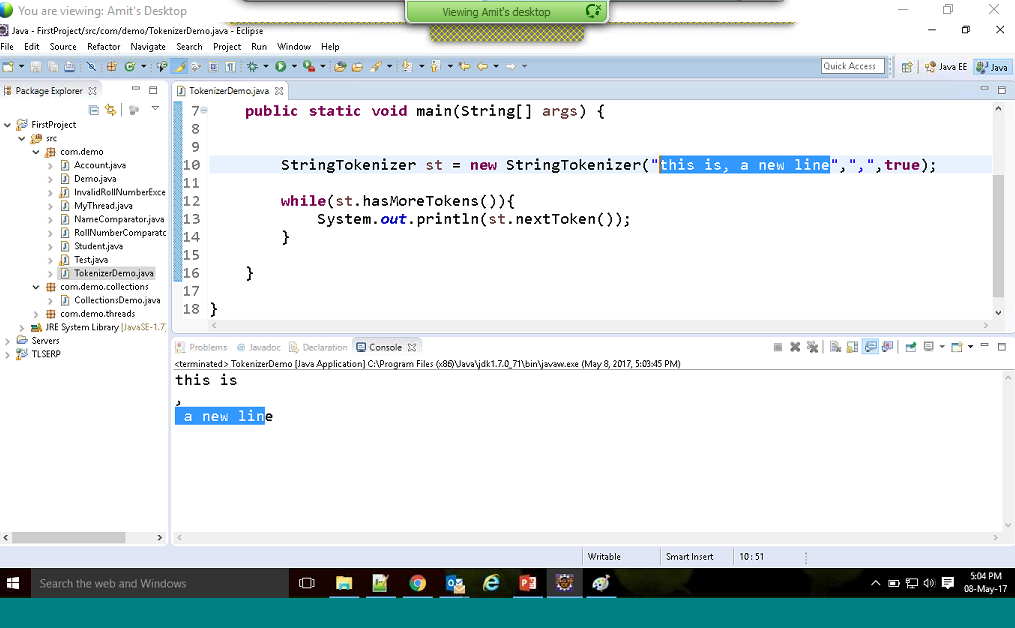 You are viewing: Amit's Desktop
Viewing Amit's desktop
Java - FirstProject/src/com/demo/TokenizerDemo.java - Eclipse
File Edit Source Refactor Navigate Search Project Run Window Help
Quick Access
Java EE
Java
Package Explorer
TokenizerDemo.java
FirstProject
src
com.demo
Account.java
Demo.java
InvalidRollNumberExce
MyThread.java
NameComparator.java
RollNumberComparato
Student.java
Test.java
TokenizerDemo.java
com.demo.collections
CollectionsDemo.java
com.demo.threads
JRE System Library [JavaSE-1.7]
Servers
TLSERP
7 public static void main(String[] args) {
8
9
10 StringTokenizer st = new StringTokenizer("this is, a new line",",",true);
11
12 while(st.hasMoreTokens()){
13 System.out.println(st.nextToken());
14 }
15
16 }
17
18 }
Problems @ Javadoc Declaration Console
<terminated> TokenizerDemo [Java Application] C:\Program Files (x86)\Java\jdk1.7.0_71\bin\javaw.exe (May 8, 2017, 5:03:45 PM)
this is
,
a new line
Writable Smart Insert 10 : 51
Search the web and Windows
5:04 PM
08-May-17